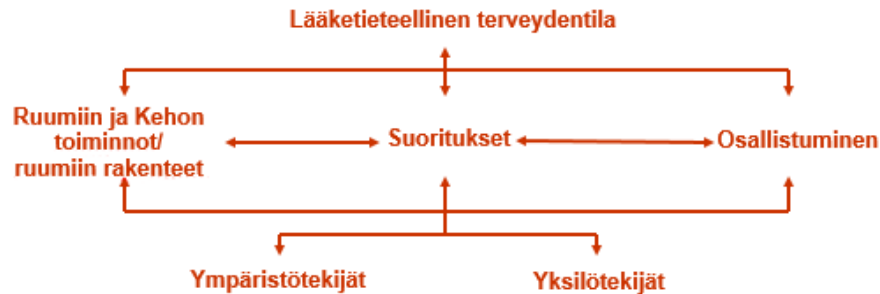 Lääketieteellinen terveydentila
Ruumiin ja Kehon
toiminnot/
ruumiin rakenteet
Suoritukset
Osallistuminen
Ympäristötekijät
Yksilötekijät